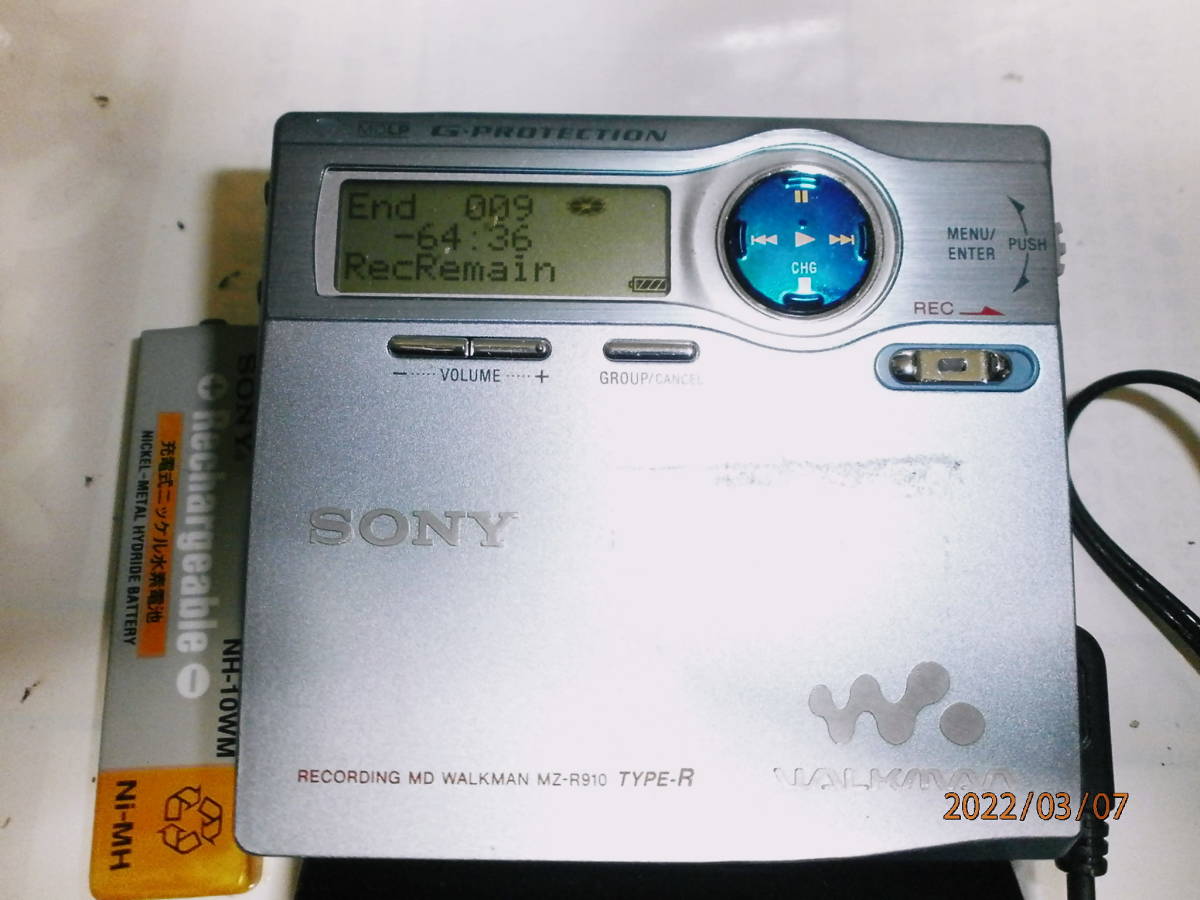 MDLP G-PROTECTION
End 009
-64:36
RecRemain
CHG
MENU/
ENTER
PUSH
REC
− VOLUME +
GROUP/CANCEL
SONY
RECORDING MD WALKMAN MZ-R910 TYPE-R
WALKMAN
2022/03/07
SONY
+ Rechargeable −
充電式ニッケル水素電池
NICKEL-METAL HYDRIDE BATTERY
NH-10WM
Ni-MH